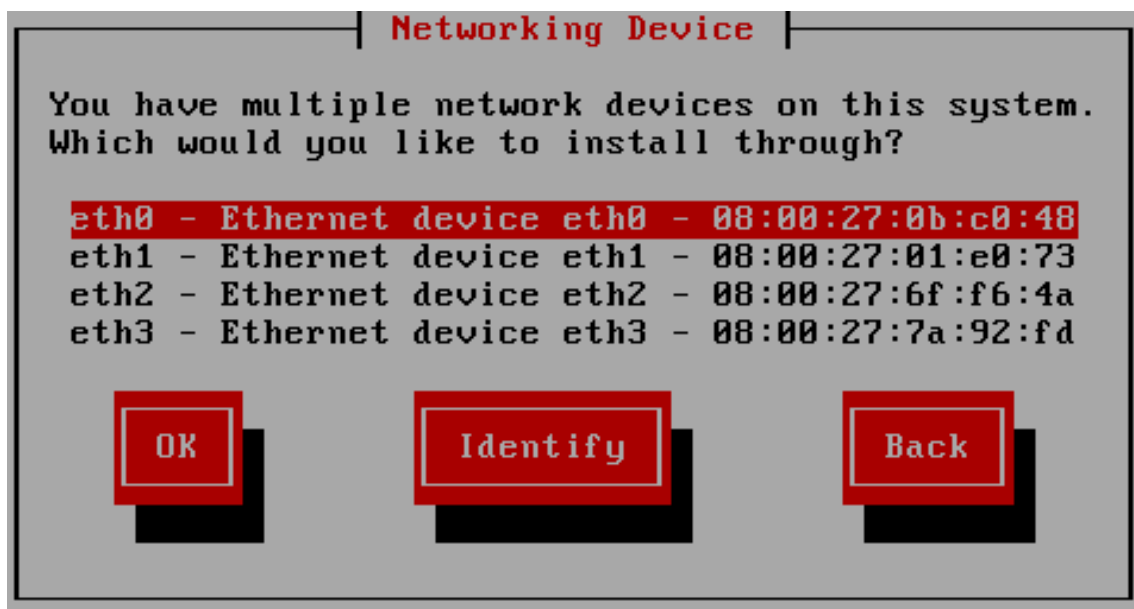 Networking Device
You have multiple network devices on this system.
Which would you like to install through?
eth0 - Ethernet device eth0 - 08:00:27:0b:c0:48
eth1 - Ethernet device eth1 - 08:00:27:01:e0:73
eth2 - Ethernet device eth2 - 08:00:27:6f:f6:4a
eth3 - Ethernet device eth3 - 08:00:27:7a:92:fd
OK Identify Back